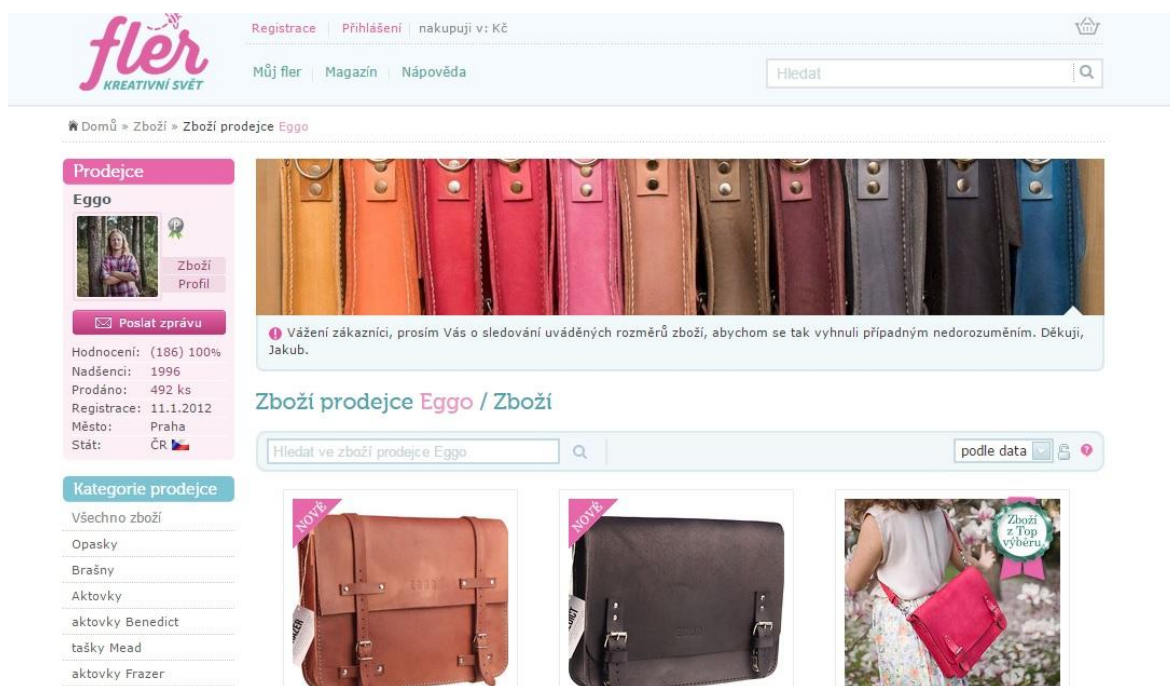 fler
KREATIVNÍ SVĚT
Registrace Přihlášení nakupuji v: Kč
Můj fler Magazín Nápověda
Hledat
Domů » Zboží » Zboží prodejce Eggo
Prodejce
Eggo
Zboží
Profil
Poslat zprávu
Hodnocení: (186) 100%
Nadšenci: 1996
Prodáno: 492 ks
Registrace: 11.1.2012
Město: Praha
Stát: ČR
Kategorie prodejce
Všechno zboží
Opasky
Brašny
Aktovky
aktovky Benedict
tašky Mead
aktovky Frazer
Vážení zákazníci, prosím Vás o sledování uváděných rozměrů zboží, abychom se tak vyhnuli případným nedorozuměním. Děkuji,
Jakub.
Zboží prodejce Eggo / Zboží
Hledat ve zboží prodejce Eggo
podle data
NOVÉ
NOVÉ
Zboží
z Top
výběru